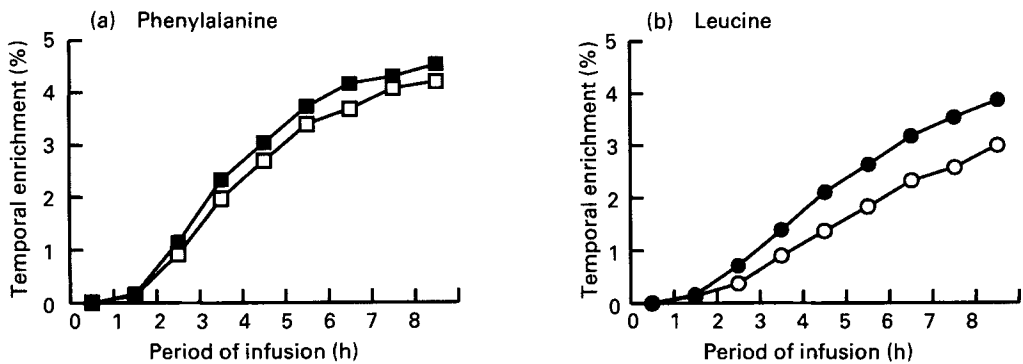 (a) Phenylalanine
Temporal enrichment (%)
5
4
3
2
1
0
0 1 2 3 4 5 6 7 8
Period of infusion (h)
(b) Leucine
Temporal enrichment (%)
5
4
3
2
1
0
0 1 2 3 4 5 6 7 8
Period of infusion (h)